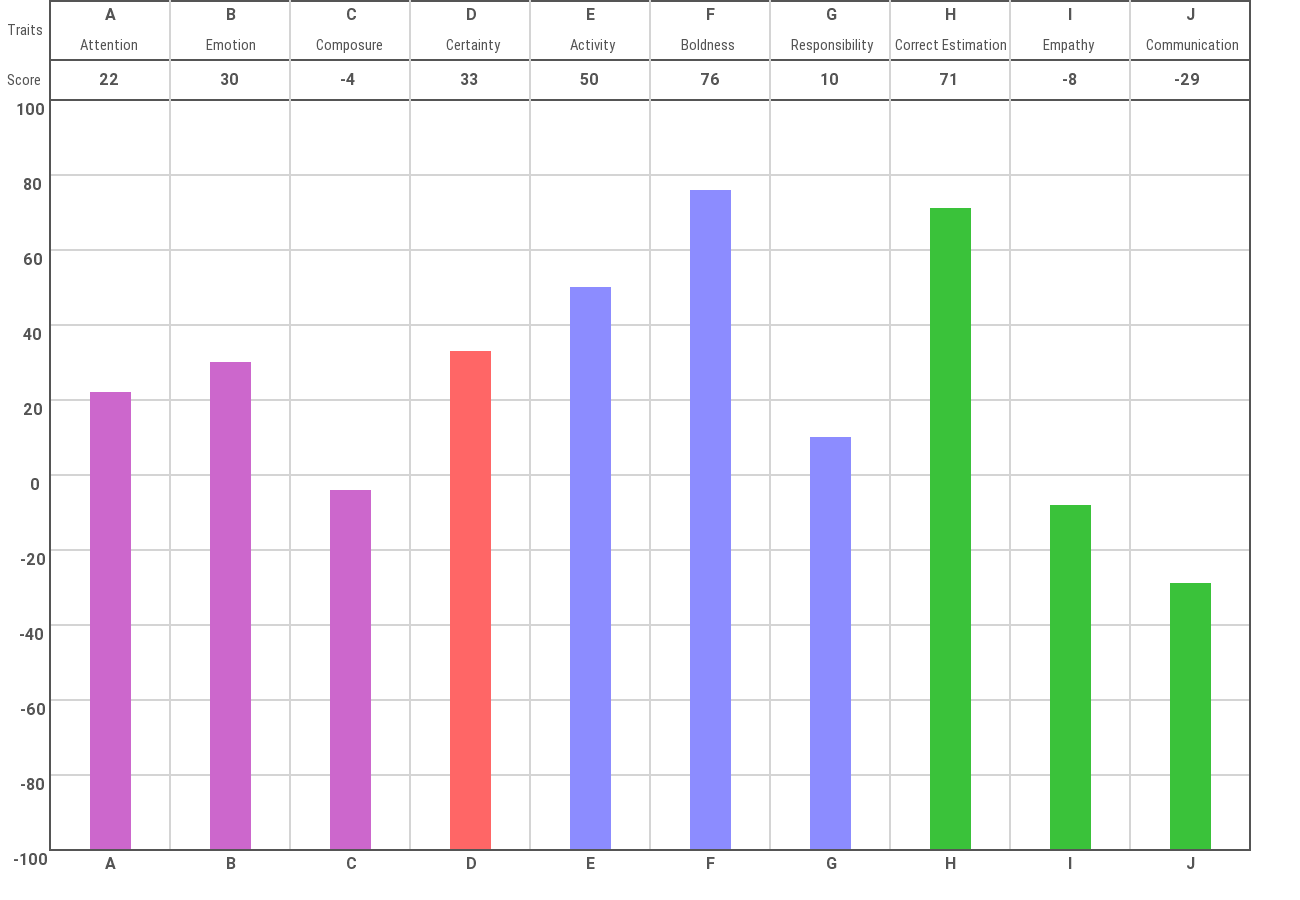 A B C D E F G H I J
Traits
Attention Emotion Composure Certainty Activity Boldness Responsibility Correct Estimation Empathy Communication
Score 22 30 -4 33 50 76 10 71 -8 -29
100
80
60
40
20
0
-20
-40
-60
-80
-100
A B C D E F G H I J